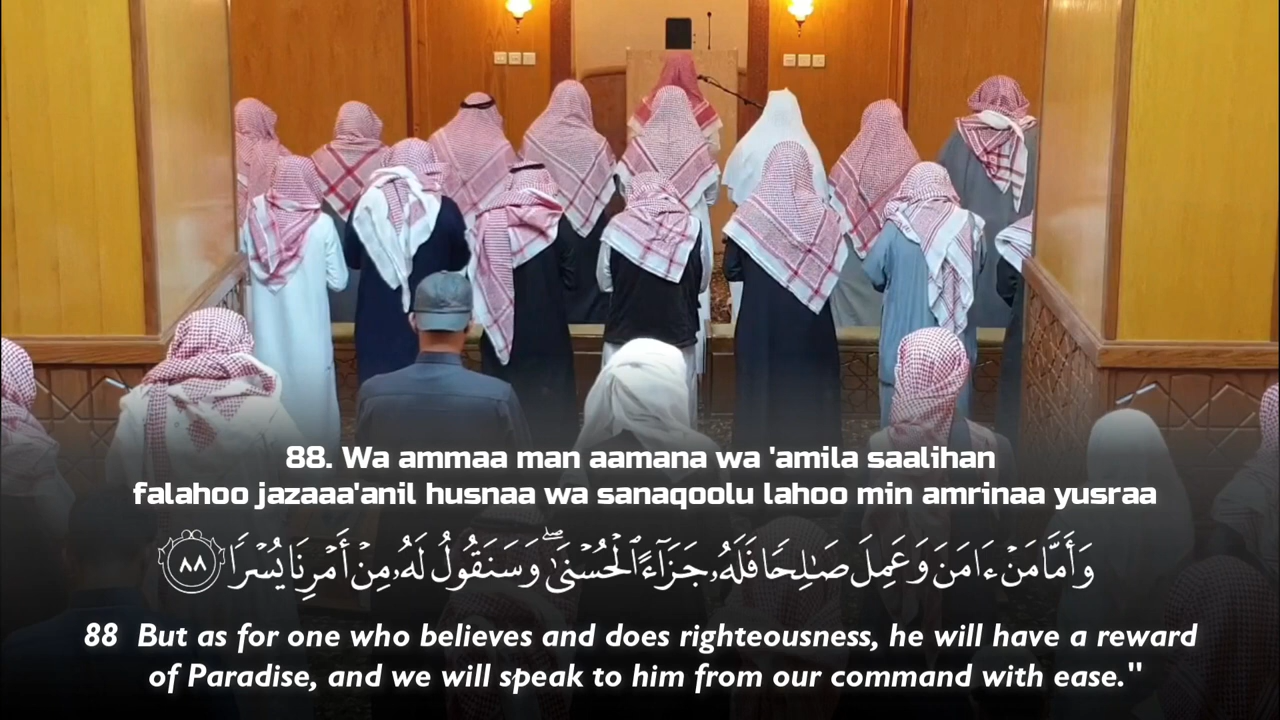 88. Wa ammaa man aamana wa 'amila saalihan
falahoo jazaaa'anil husnaa wa sanaqoolu lahoo min amrinaa yusraa
وَأَمَّا مَنْ ءَامَنَ وَعَمِلَ صَٰلِحًا فَلَهُۥ جَزَآءً ٱلْحُسْنَىٰ ۖ وَسَنَقُولُ لَهُۥ مِنْ أَمْرِنَا يُسْرًا ٨٨
88 But as for one who believes and does righteousness, he will have a reward
of Paradise, and we will speak to him from our command with ease."